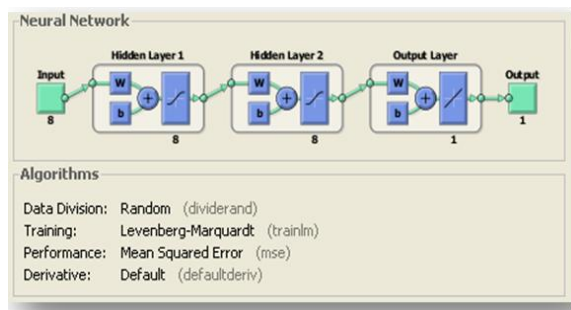 Neural Network
Hidden Layer 1 Hidden Layer 2 Output Layer
Input Output
W W W
b b b
8 1
8 8 1
Algorithms
Data Division: Random (dividerand)
Training: Levenberg-Marquardt (trainlm)
Performance: Mean Squared Error (mse)
Derivative: Default (defaultderiv)